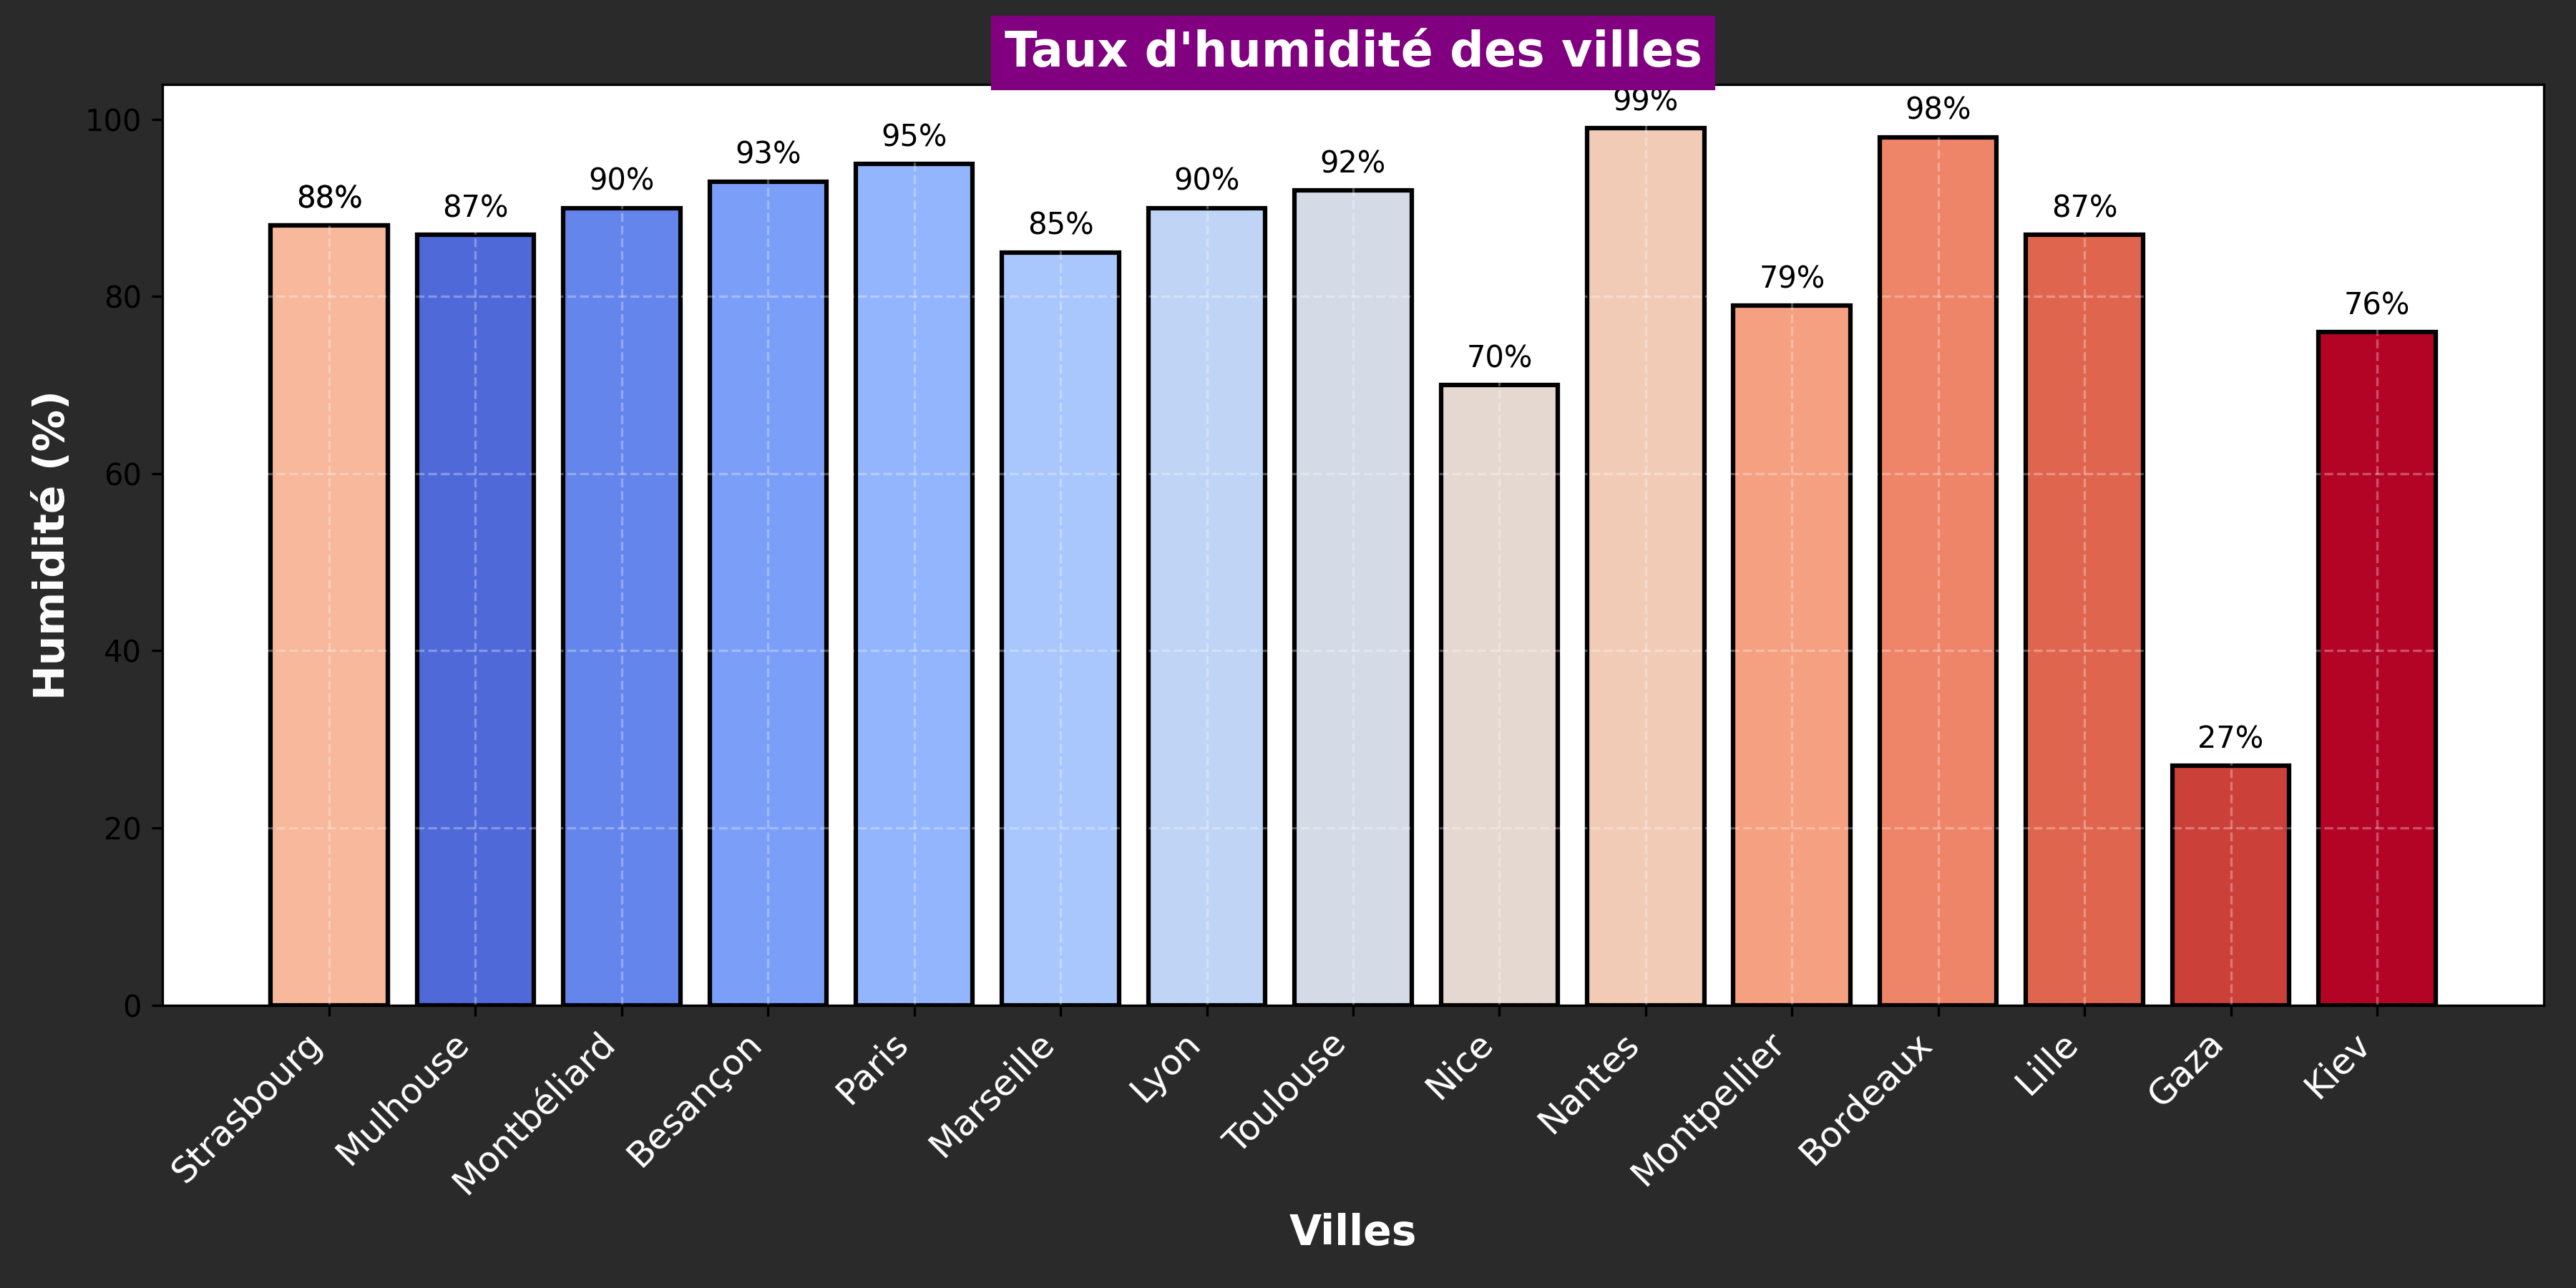 Taux d'humidité des villes
Humidité (%)
100
80
60
40
20
0
88%
87%
90%
93%
95%
85%
90%
92%
70%
99%
79%
98%
87%
27%
76%
Strasbourg
Mulhouse
Montbéliard
Besançon
Paris
Marseille
Lyon
Toulouse
Nice
Nantes
Montpellier
Bordeaux
Lille
Gaza
Kiev
Villes